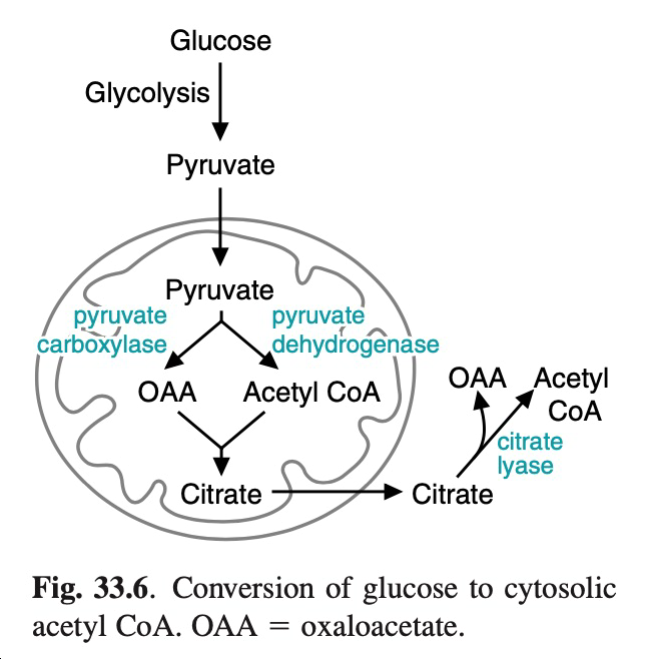 Glucose
Glycolysis
Pyruvate
Pyruvate
pyruvate
carboxylase
pyruvate
dehydrogenase
OAA
Acetyl CoA
Citrate
Citrate
OAA
Acetyl
CoA
citrate
lyase
Fig. 33.6. Conversion of glucose to cytosolic
acetyl CoA. OAA = oxaloacetate.